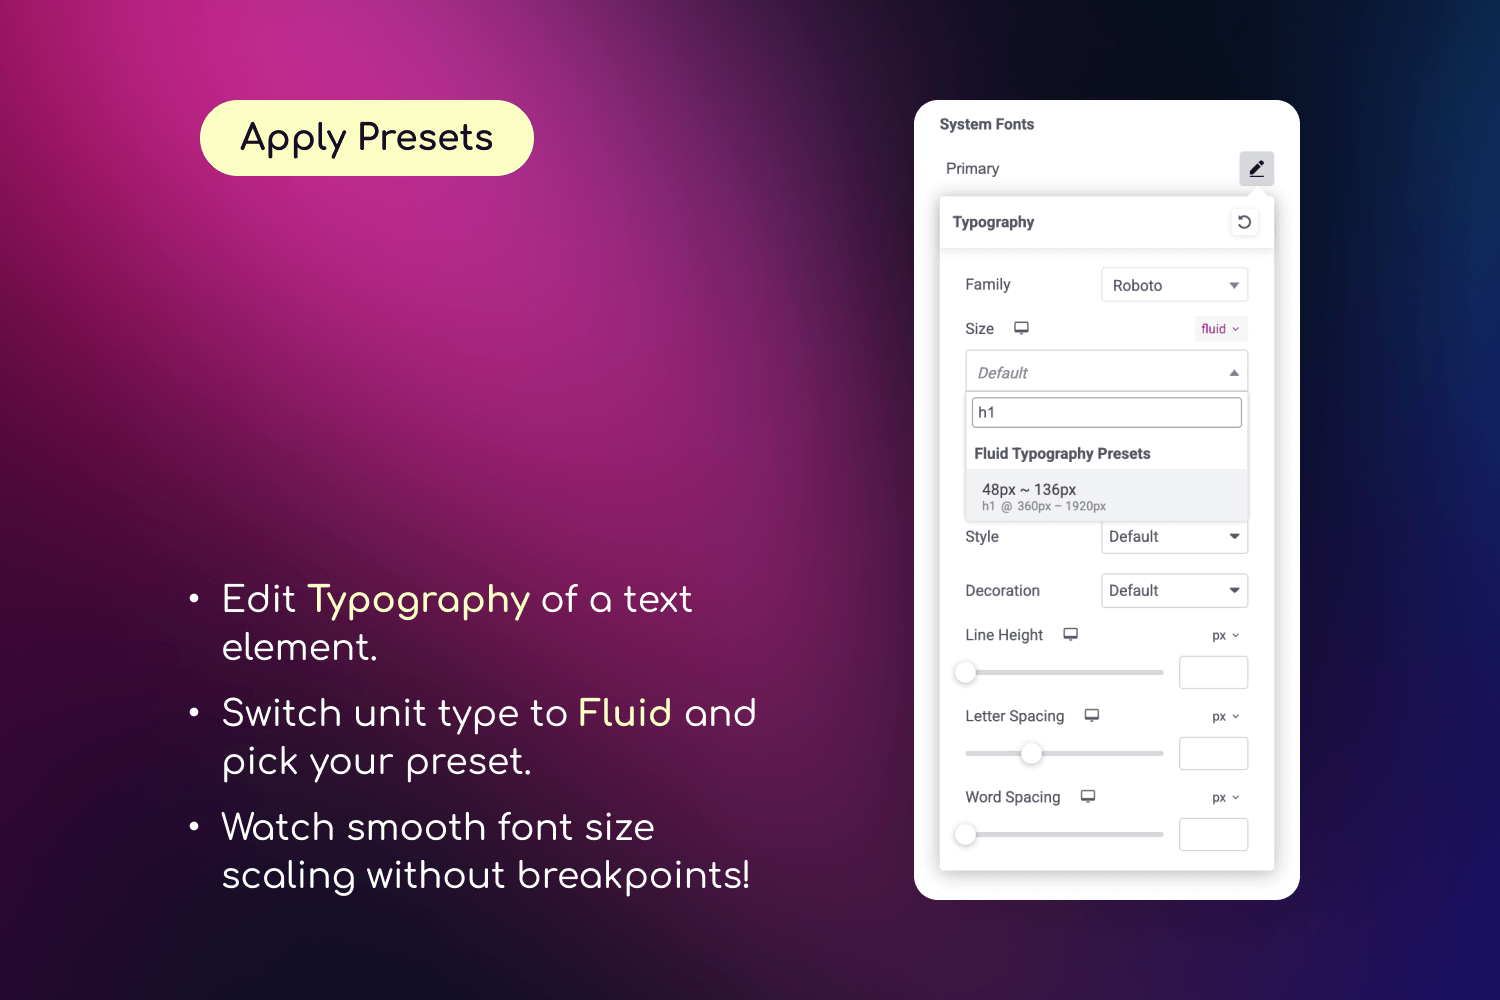 Apply Presets
• Edit Typography of a text
element.
• Switch unit type to Fluid and
pick your preset.
• Watch smooth font size
scaling without breakpoints!
System Fonts
Primary
Typography
Family Roboto
Size fluid
Default
h1
Fluid Typography Presets
48px ~ 136px
h1 @ 360px – 1920px
Style Default
Decoration Default
Line Height px
Letter Spacing px
Word Spacing px